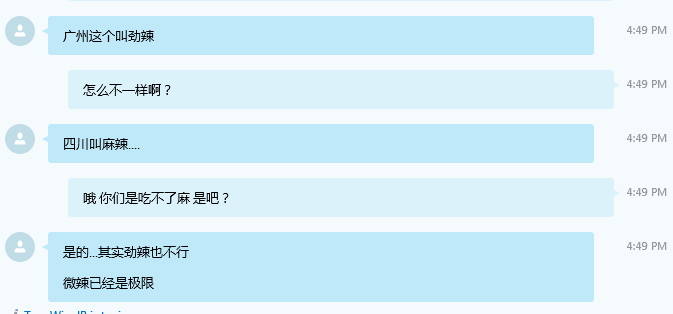 广州这个叫劲辣
4:49 PM
怎么不一样啊？
4:49 PM
四川叫麻辣....
4:49 PM
哦 你们是吃不了麻 是吧？
4:49 PM
是的...其实劲辣也不行
4:49 PM
微辣已经是极限